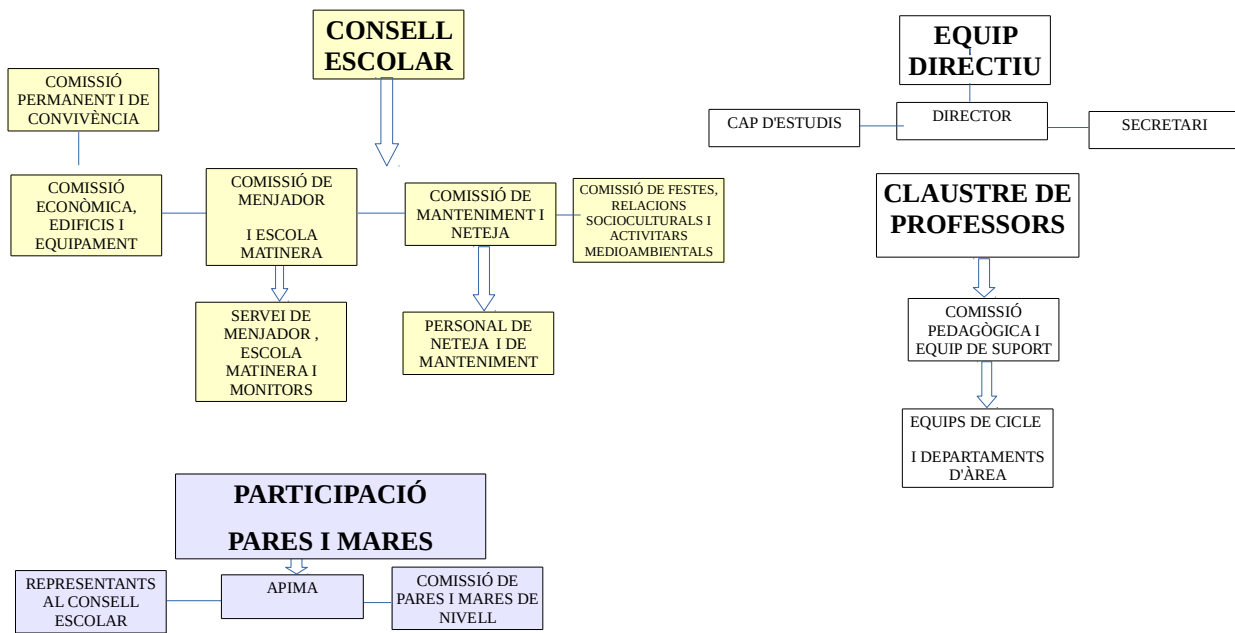 CONSELL
ESCOLAR
COMISSIÓ
PERMANENT I DE
CONVIVÈNCIA
COMISSIÓ
ECONÒMICA,
EDIFICIS I
EQUIPAMENT
COMISSIÓ DE
MENJADOR
I ESCOLA
MATINERA
COMISSIÓ DE
MANTENIMENT I
NETEJA
COMISSIÓ DE FESTES,
RELACIONS
SOCIOCULTURALS I
ACTIVITARS
MEDIOAMBIENTALS
SERVEI DE
MENJADOR ,
ESCOLA
MATINERA I
MONITORS
PERSONAL DE
NETEJA I DE
MANTENIMENT
EQUIP
DIRECTIU
CAP D'ESTUDIS
DIRECTOR
SECRETARI
CLAUSTRE DE
PROFESSORS
COMISSIÓ
PEDAGÒGICA I
EQUIP DE SUPORT
EQUIPS DE CICLE
I DEPARTAMENTS
D'ÀREA
PARTICIPACIÓ
PARES I MARES
REPRESENTANTS
AL CONSELL
ESCOLAR
APIMA
COMISSIÓ DE
PARES I MARES DE
NIVELL